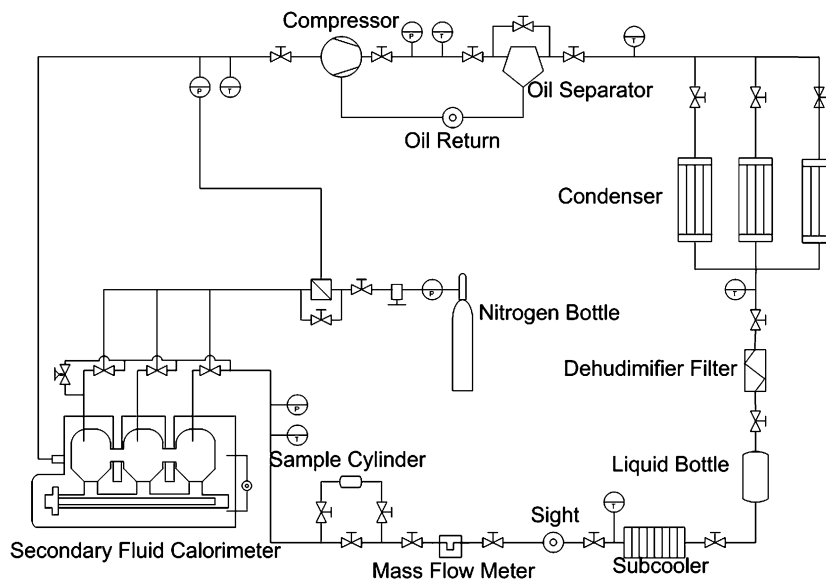 Compressor
P
T
T
P
T
Oil Separator
Oil Return
Condenser
T
P
Nitrogen Bottle
Dehudimifier Filter
P
T
Sample Cylinder
Liquid Bottle
T
Sight
Secondary Fluid Calorimeter
Mass Flow Meter
Subcooler